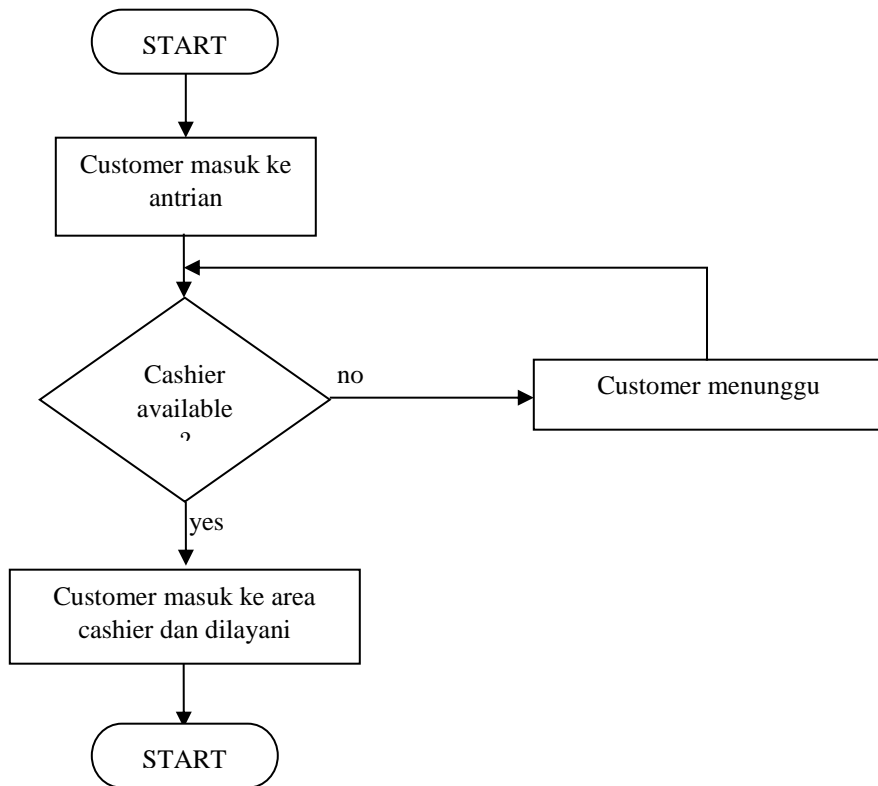 START
Customer masuk ke
antrian
Cashier
available
?
no
Customer menunggu
yes
Customer masuk ke area
cashier dan dilayani
START